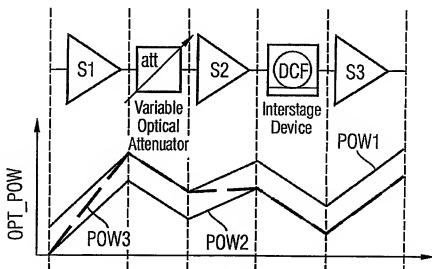 S1
att
S2
DCF
S3
Variable
Optical
Attenuator
Interstage
Device
OPT_POW
POW1
POW3
POW2